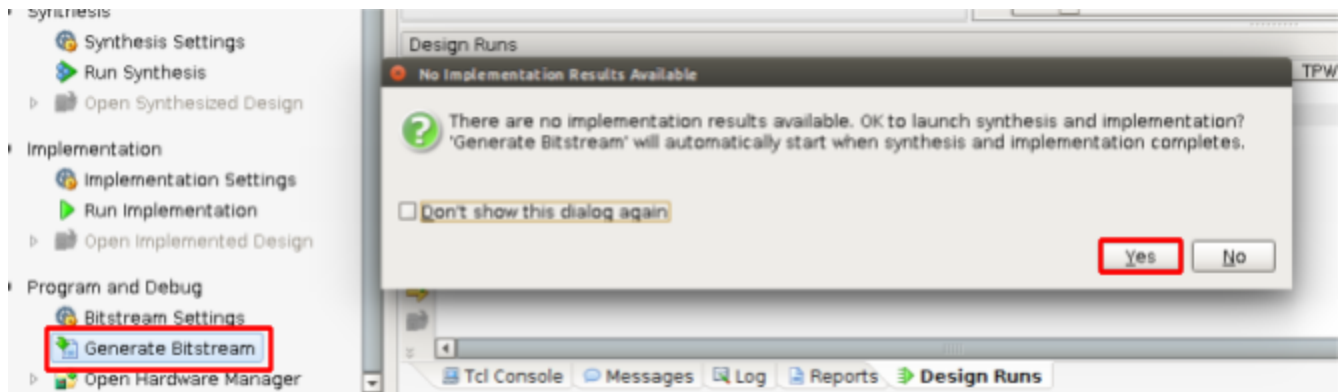 Synthesis
Synthesis Settings
Run Synthesis
Open Synthesized Design
Implementation
Implementation Settings
Run Implementation
Open Implemented Design
Program and Debug
Bitstream Settings
Generate Bitstream
Open Hardware Manager
Design Runs
TPW
No Implementation Results Available
There are no implementation results available. OK to launch synthesis and implementation?
'Generate Bitstream' will automatically start when synthesis and implementation completes.
Don't show this dialog again
Yes
No
Tcl Console
Messages
Log
Reports
Design Runs